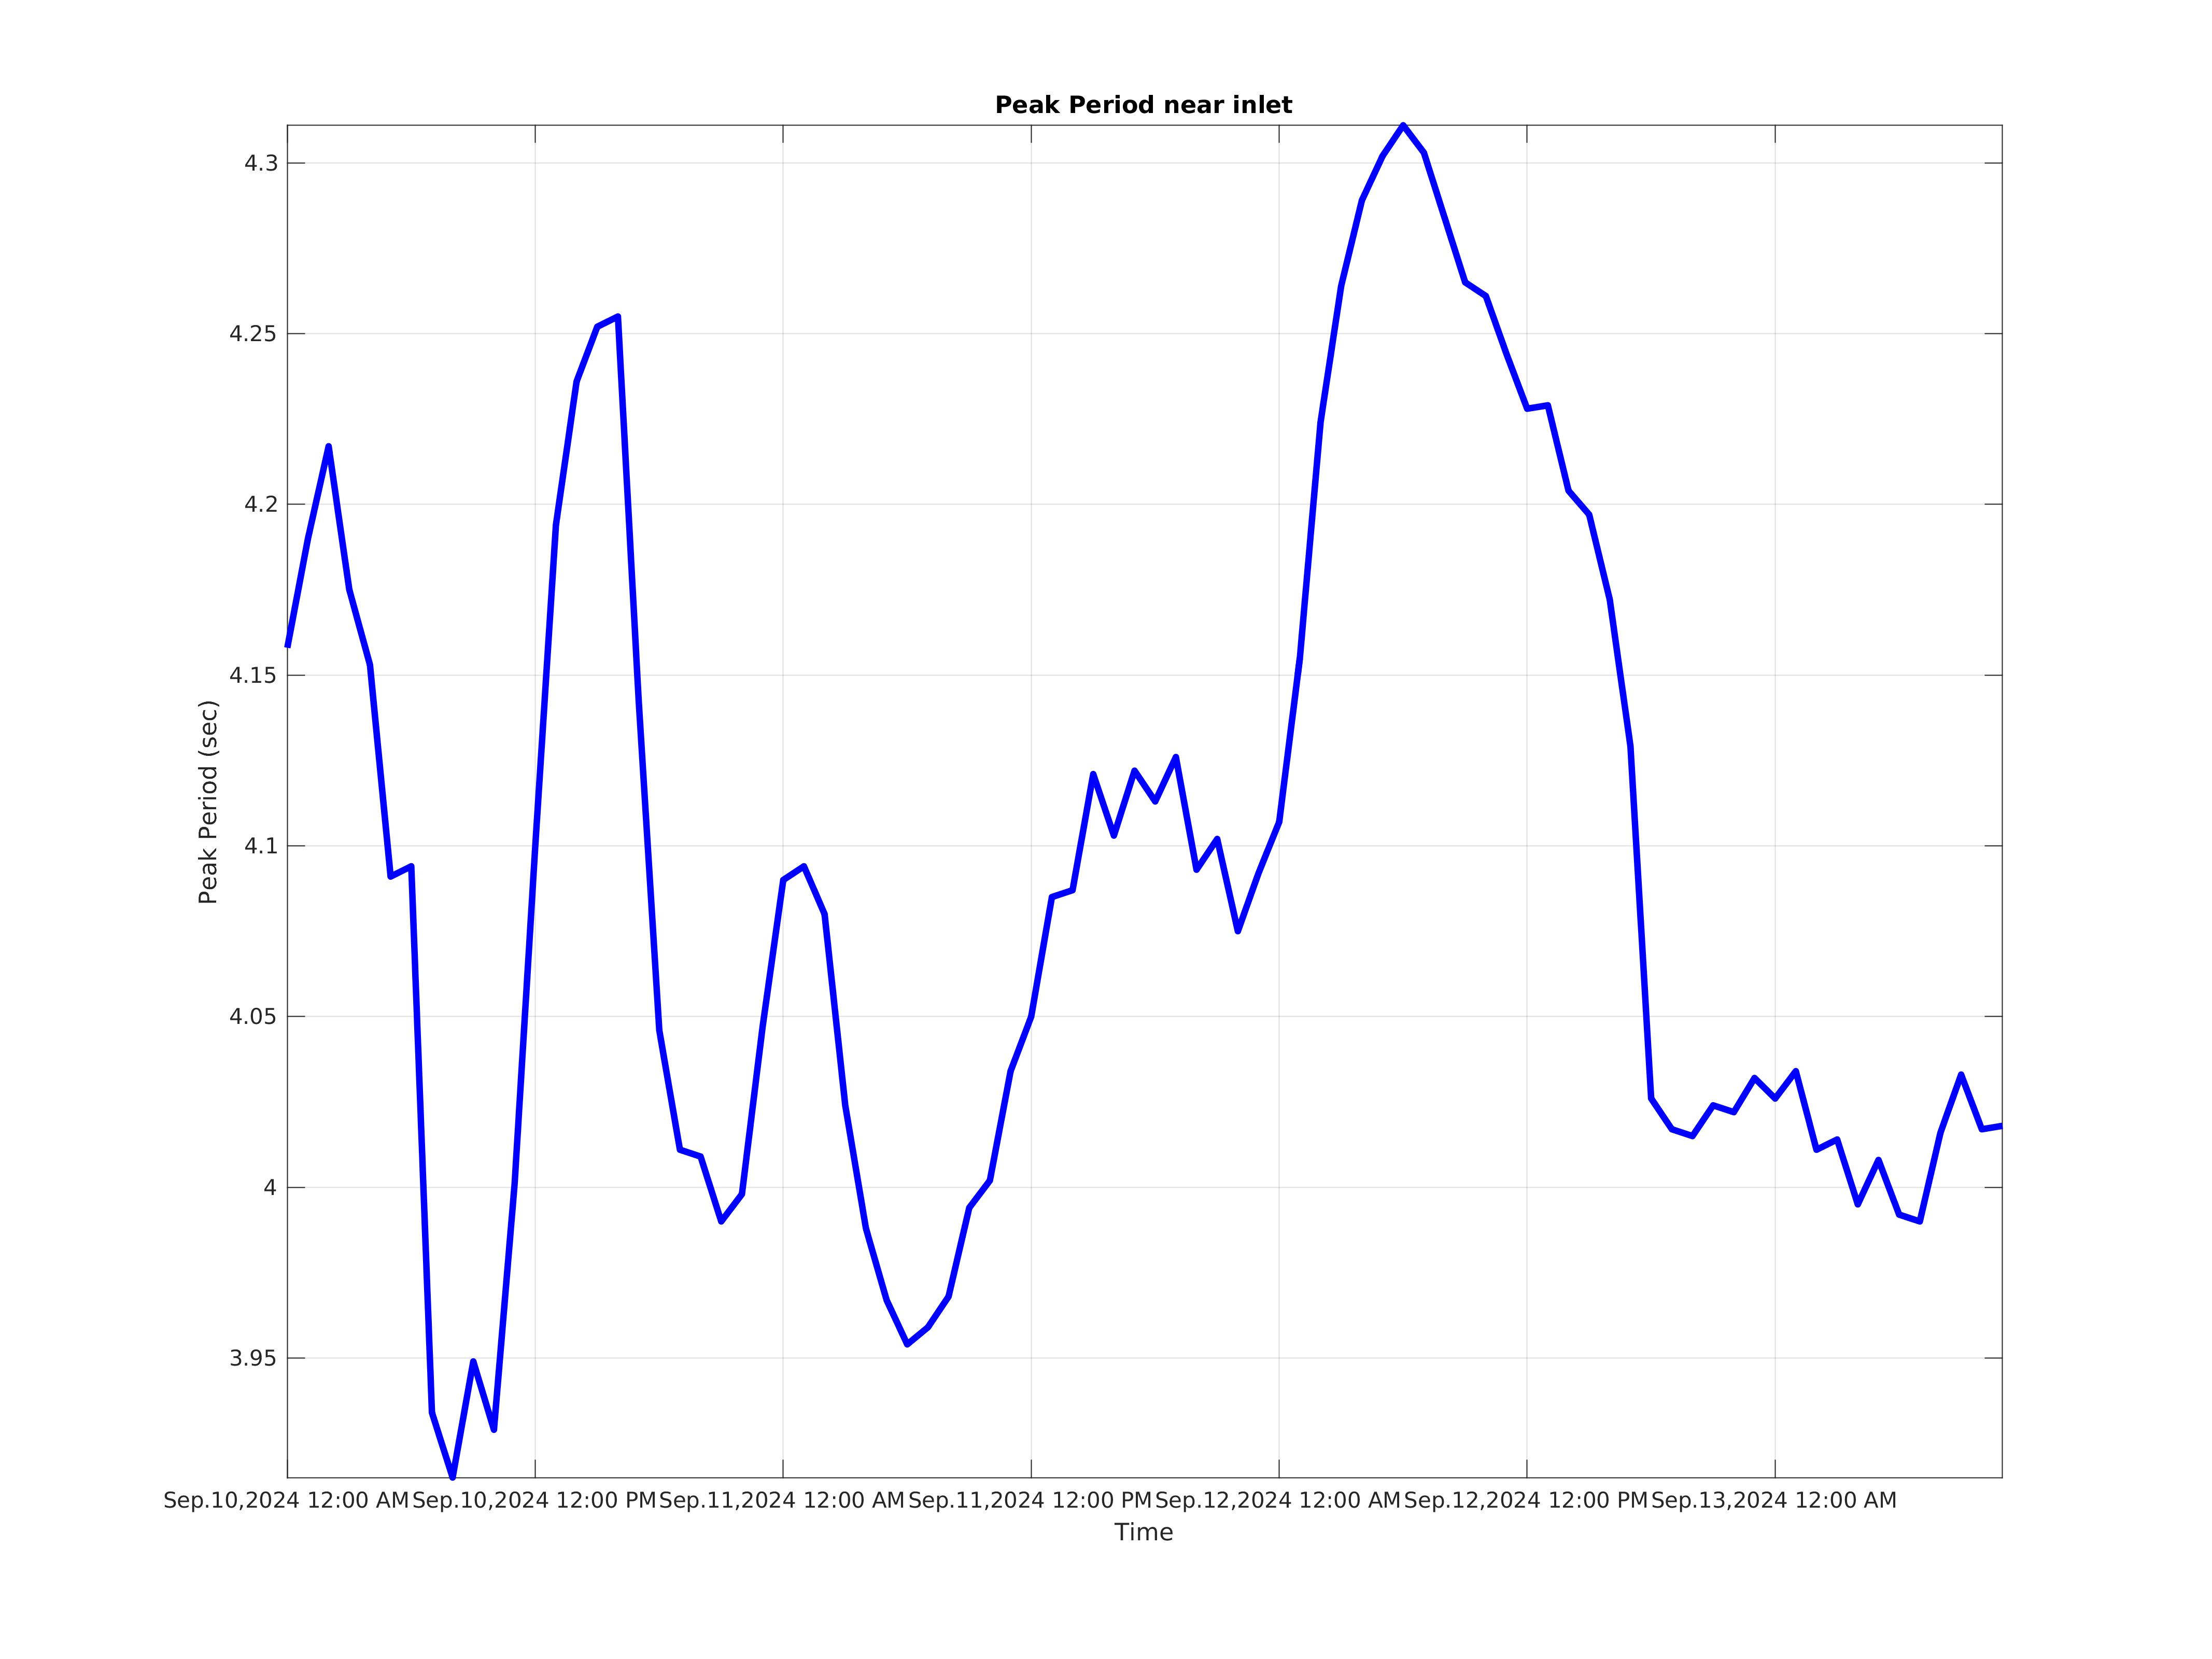 Peak Period near inlet
4.3
4.25
4.2
4.15
4.1
4.05
4
3.95
Peak Period (sec)
Sep.10,2024 12:00 AM Sep.10,2024 12:00 PM Sep.11,2024 12:00 AM Sep.11,2024 12:00 PM Sep.12,2024 12:00 AM Sep.12,2024 12:00 PM Sep.13,2024 12:00 AM
Time